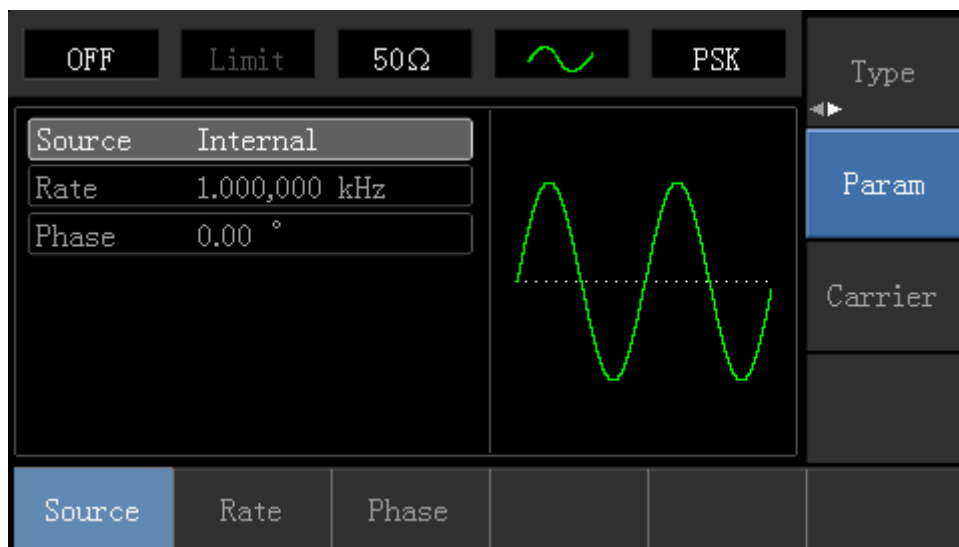 OFF Limit 50Ω PSK
Type
Source Internal
Rate 1.000,000 kHz
Phase 0.00 °
Param
Carrier
Source Rate Phase